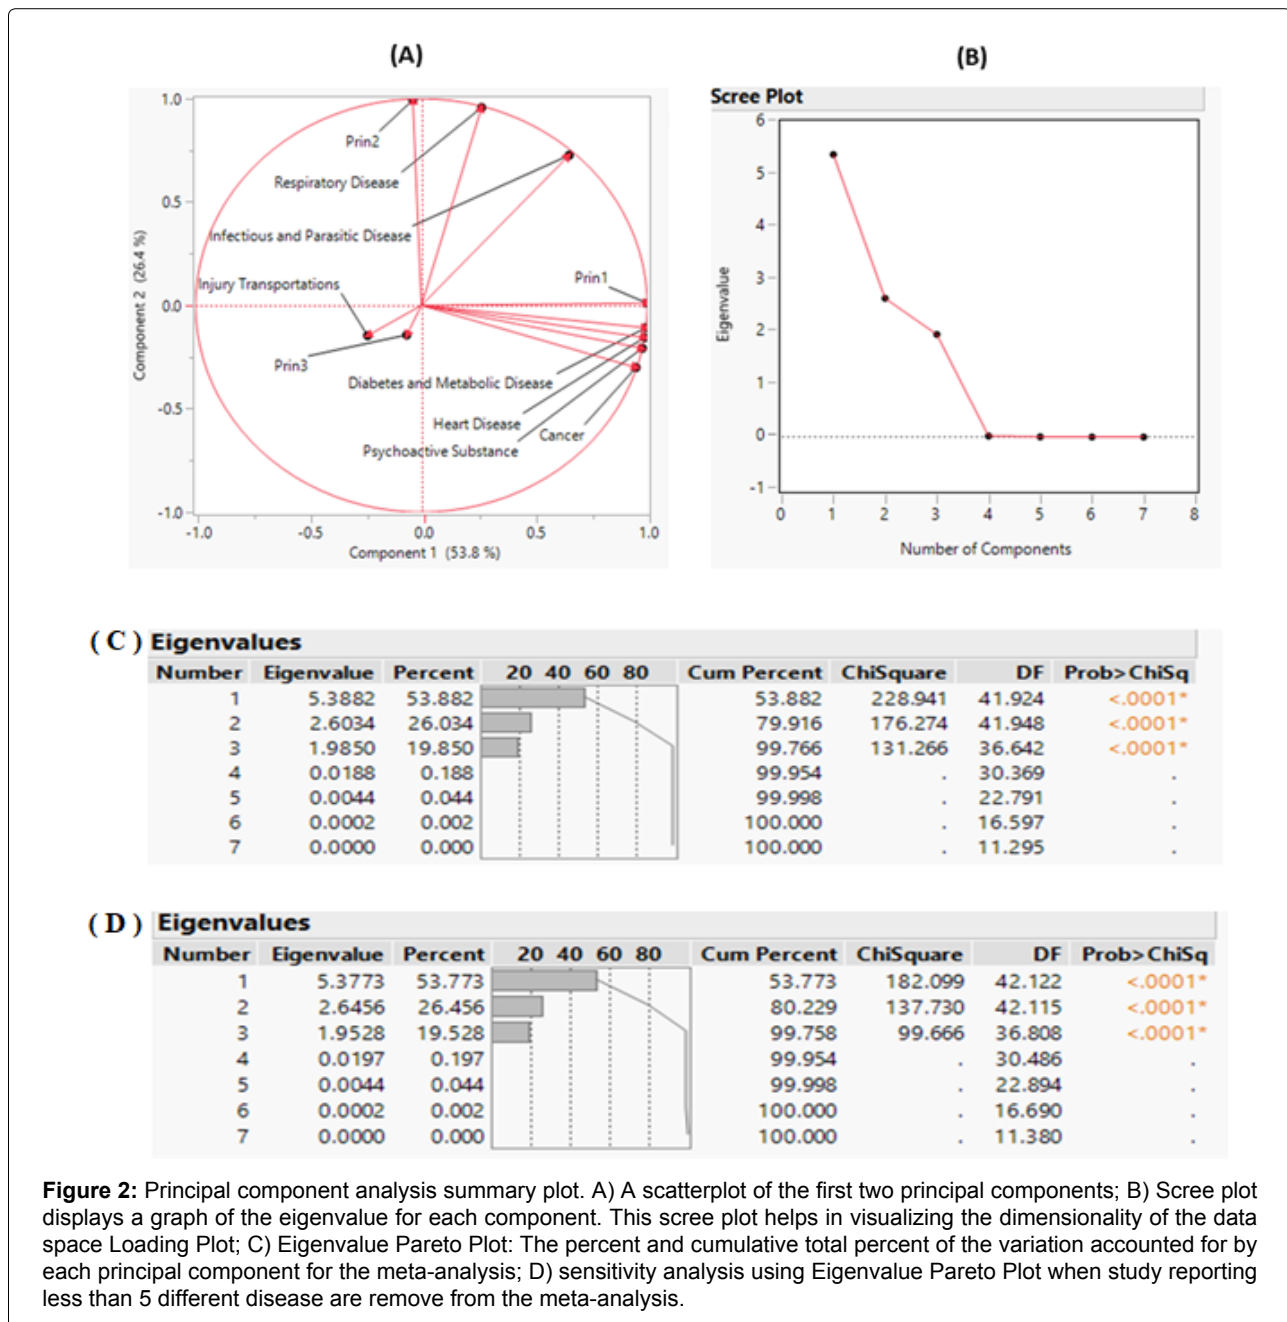 (A)
1.0
0.5
0.0
-0.5
-1.0
Component 2 (26.4 %)
Prin2
Respiratory Disease
Infectious and Parasitic Disease
Injury Transportations
Prin1
Prin3
Diabetes and Metabolic Disease
Heart Disease
Cancer
Psychoactive Substance
-1.0 -0.5 0.0 0.5 1.0
Component 1 (53.8 %)
(B)
Scree Plot
6
5
4
3
2
1
0
-1
Eigenvalue
0 1 2 3 4 5 6 7 8
Number of Components
( C ) Eigenvalues
Number Eigenvalue Percent 20 40 60 80 Cum Percent ChiSquare DF Prob>ChiSq
1 5.3882 53.882 53.882 228.941 41.924 <.0001*
2 2.6034 26.034 79.916 176.274 41.948 <.0001*
3 1.9850 19.850 99.766 131.266 36.642 <.0001*
4 0.0188 0.188 99.954 . 30.369 .
5 0.0044 0.044 99.998 . 22.791 .
6 0.0002 0.002 100.000 . 16.597 .
7 0.0000 0.000 100.000 . 11.295 .
( D ) Eigenvalues
Number Eigenvalue Percent 20 40 60 80 Cum Percent ChiSquare DF Prob>ChiSq
1 5.3773 53.773 53.773 182.099 42.122 <.0001*
2 2.6456 26.456 80.229 137.730 42.115 <.0001*
3 1.9528 19.528 99.758 99.666 36.808 <.0001*
4 0.0197 0.197 99.954 . 30.486 .
5 0.0044 0.044 99.998 . 22.894 .
6 0.0002 0.002 100.000 . 16.690 .
7 0.0000 0.000 100.000 . 11.380 .
Figure 2: Principal component analysis summary plot. A) A scatterplot of the first two principal components; B) Scree plot
displays a graph of the eigenvalue for each component. This scree plot helps in visualizing the dimensionality of the data
space Loading Plot; C) Eigenvalue Pareto Plot: The percent and cumulative total percent of the variation accounted for by
each principal component for the meta-analysis; D) sensitivity analysis using Eigenvalue Pareto Plot when study reporting
less than 5 different disease are remove from the meta-analysis.